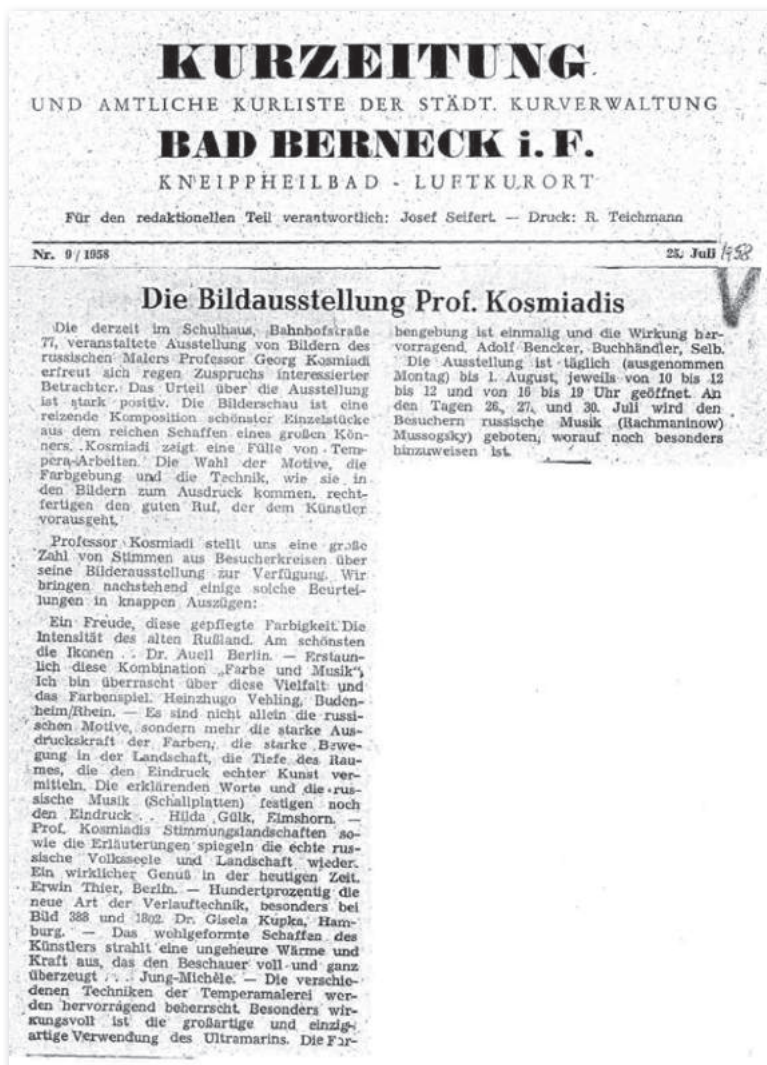 KURZEITUNG
UND AMTLICHE KURLISTE DER STÄDT. KURVERWALTUNG
BAD BERNECK i. F.
KNEIPPHEILBAD - LUFTKURORT
Für den redaktionellen Teil verantwortlich: Josef Seifert. — Druck: R. Teichmann
Nr. 9 / 1958
25. Juli 1958
V
Die Bildausstellung Prof. Kosmiadis
Die derzeit im Schulhaus, Bahnhofstraße
77, veranstaltete Ausstellung von Bildern des
russischen Malers Professor Georg Kosmiadi
erfreut sich regen Zuspruchs interessierter
Betrachter. Das Urteil über die Ausstellung
ist stark positiv. Die Bilderschau ist eine
reizende Komposition schönster Einzelstücke
aus dem reichen Schaffen eines großen Kön-
ners. Kosmiadi zeigt eine Fülle von Tem-
pera-Arbeiten. Die Wahl der Motive, die
Farbgebung und die Technik, wie sie in
den Bildern zum Ausdruck kommen, recht-
fertigen den guten Ruf, der dem Künstler
vorausgeht.
Professor Kosmiadi stellt uns eine große
Zahl von Stimmen aus Besucherkreisen über
seine Bilderausstellung zur Verfügung. Wir
bringen nachstehend einige solche Beurtei-
lungen in knappen Auszügen:
Ein Freude, diese gepflegte Farbigkeit. Die
Intensität des alten Rußland. Am schönsten
die Ikonen . . Dr. Auell Berlin. — Erstaun-
lich diese Kombination „Farbe und Musik“.
Ich bin überrascht über diese Vielfalt und
das Farbenspiel. Heinzhugo Vehling, Buden-
heim/Rhein. — Es sind nicht allein die russi-
schen Motive, sondern mehr die starke Aus-
druckskraft der Farben, die starke Bewe-
gung in der Landschaft, die Tiefe des Rau-
mes, die den Eindruck echter Kunst ver-
mitteln. Die erklärenden Worte und die rus-
sische Musik (Schallplatten) festigen noch
den Eindruck . . Hilda Gülk, Elmshorn. —
Prof. Kosmiadis Stimmungslandschaften so-
wie die Erläuterungen spiegeln die echte rus-
sische Volksseele und Landschaft wieder.
Ein wirklicher Genuß in der heutigen Zeit.
Erwin Thier, Berlin. — Hundertprozentig die
neue Art der Verlauftechnik, besonders bei
Bild 388 und 1802. Dr. Gisela Kupka, Ham-
burg. — Das wohlgeformte Schaffen des
Künstlers strahlt eine ungeheure Wärme und
Kraft aus, das den Beschauer voll und ganz
überzeugt . . . Jung-Michèle. — Die verschie-
denen Techniken der Temperamalerei wer-
den hervorragend beherrscht. Besonders wir-
kungsvoll ist die großartige und einzig-
artige Verwendung des Ultramarins. Die Far-
bengebung ist einmalig und die Wirkung her-
vorragend. Adolf Bencker, Buchhändler, Selb.
Die Ausstellung ist täglich (ausgenommen
Montag) bis 1. August, jeweils von 10 bis 12
bis 12 und von 16 bis 19 Uhr geöffnet. An
den Tagen 26., 27. und 30. Juli wird den
Besuchern russische Musik (Rachmaninow)
Mussogsky) geboten, worauf noch besonders
hinzuweisen ist.